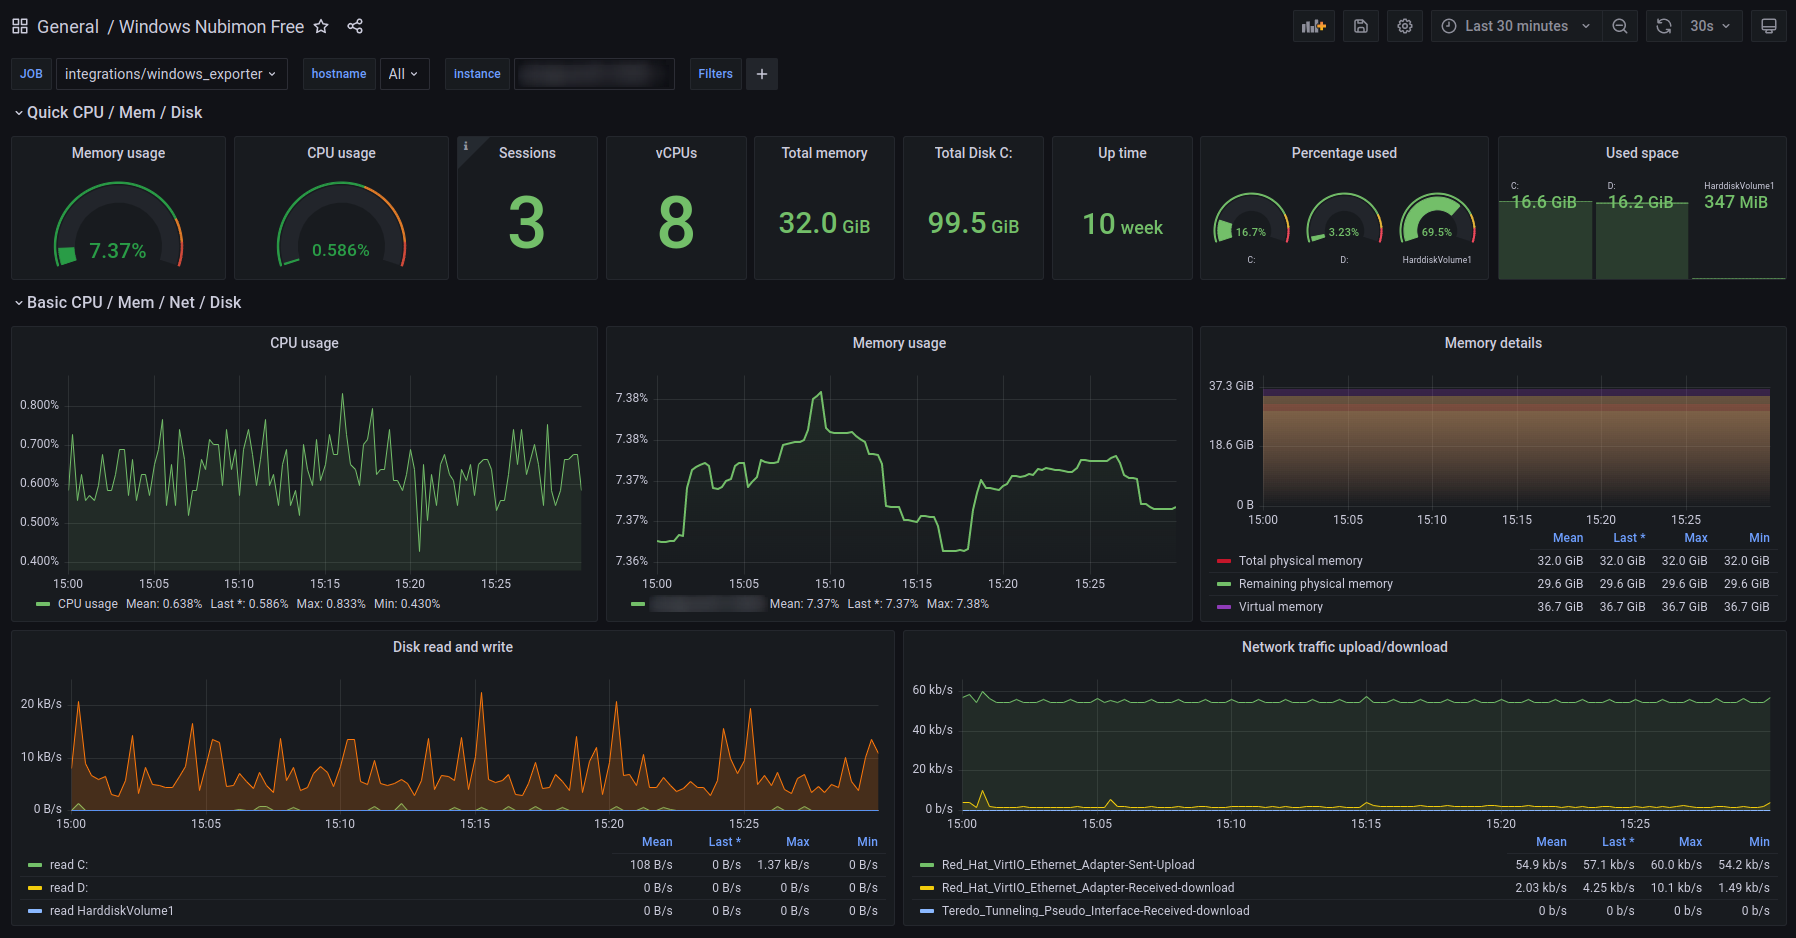 General / Windows Nubimon Free
Last 30 minutes
30s
JOB integrations/windows_exporter hostname All instance Filters +
Quick CPU / Mem / Disk
Memory usage
7.37%
CPU usage
0.586%
i
Sessions
3
vCPUs
8
Total memory
32.0 GiB
Total Disk C:
99.5 GiB
Up time
10 week
Percentage used
16.7% 3.23% 69.5%
C: D: HarddiskVolume1
Used space
C: D: HarddiskVolume1
16.6 GiB 16.2 GiB 347 MiB
Basic CPU / Mem / Net / Disk
CPU usage
0.800%
0.700%
0.600%
0.500%
0.400%
15:00 15:05 15:10 15:15 15:20 15:25
CPU usage Mean: 0.638% Last *: 0.586% Max: 0.833% Min: 0.430%
Memory usage
7.38%
7.38%
7.37%
7.37%
7.36%
15:00 15:05 15:10 15:15 15:20 15:25
Mean: 7.37% Last *: 7.37% Max: 7.38%
Memory details
37.3 GiB
18.6 GiB
0 B
15:00 15:05 15:10 15:15 15:20 15:25
Mean Last * Max Min
Total physical memory 32.0 GiB 32.0 GiB 32.0 GiB 32.0 GiB
Remaining physical memory 29.6 GiB 29.6 GiB 29.6 GiB 29.6 GiB
Virtual memory 36.7 GiB 36.7 GiB 36.7 GiB 36.7 GiB
Disk read and write
20 kB/s
10 kB/s
0 B/s
15:00 15:05 15:10 15:15 15:20 15:25
Mean Last * Max Min
read C: 108 B/s 0 B/s 1.37 kB/s 0 B/s
read D: 0 B/s 0 B/s 0 B/s 0 B/s
read HarddiskVolume1 0 B/s 0 B/s 0 B/s 0 B/s
Network traffic upload/download
60 kb/s
40 kb/s
20 kb/s
0 b/s
15:00 15:05 15:10 15:15 15:20 15:25
Mean Last * Max Min
Red_Hat_VirtIO_Ethernet_Adapter-Sent-Upload 54.9 kb/s 57.1 kb/s 60.0 kb/s 54.2 kb/s
Red_Hat_VirtIO_Ethernet_Adapter-Received-download 2.03 kb/s 4.25 kb/s 10.1 kb/s 1.49 kb/s
Teredo_Tunneling_Pseudo_Interface-Received-download 0 b/s 0 b/s 0 b/s 0 b/s